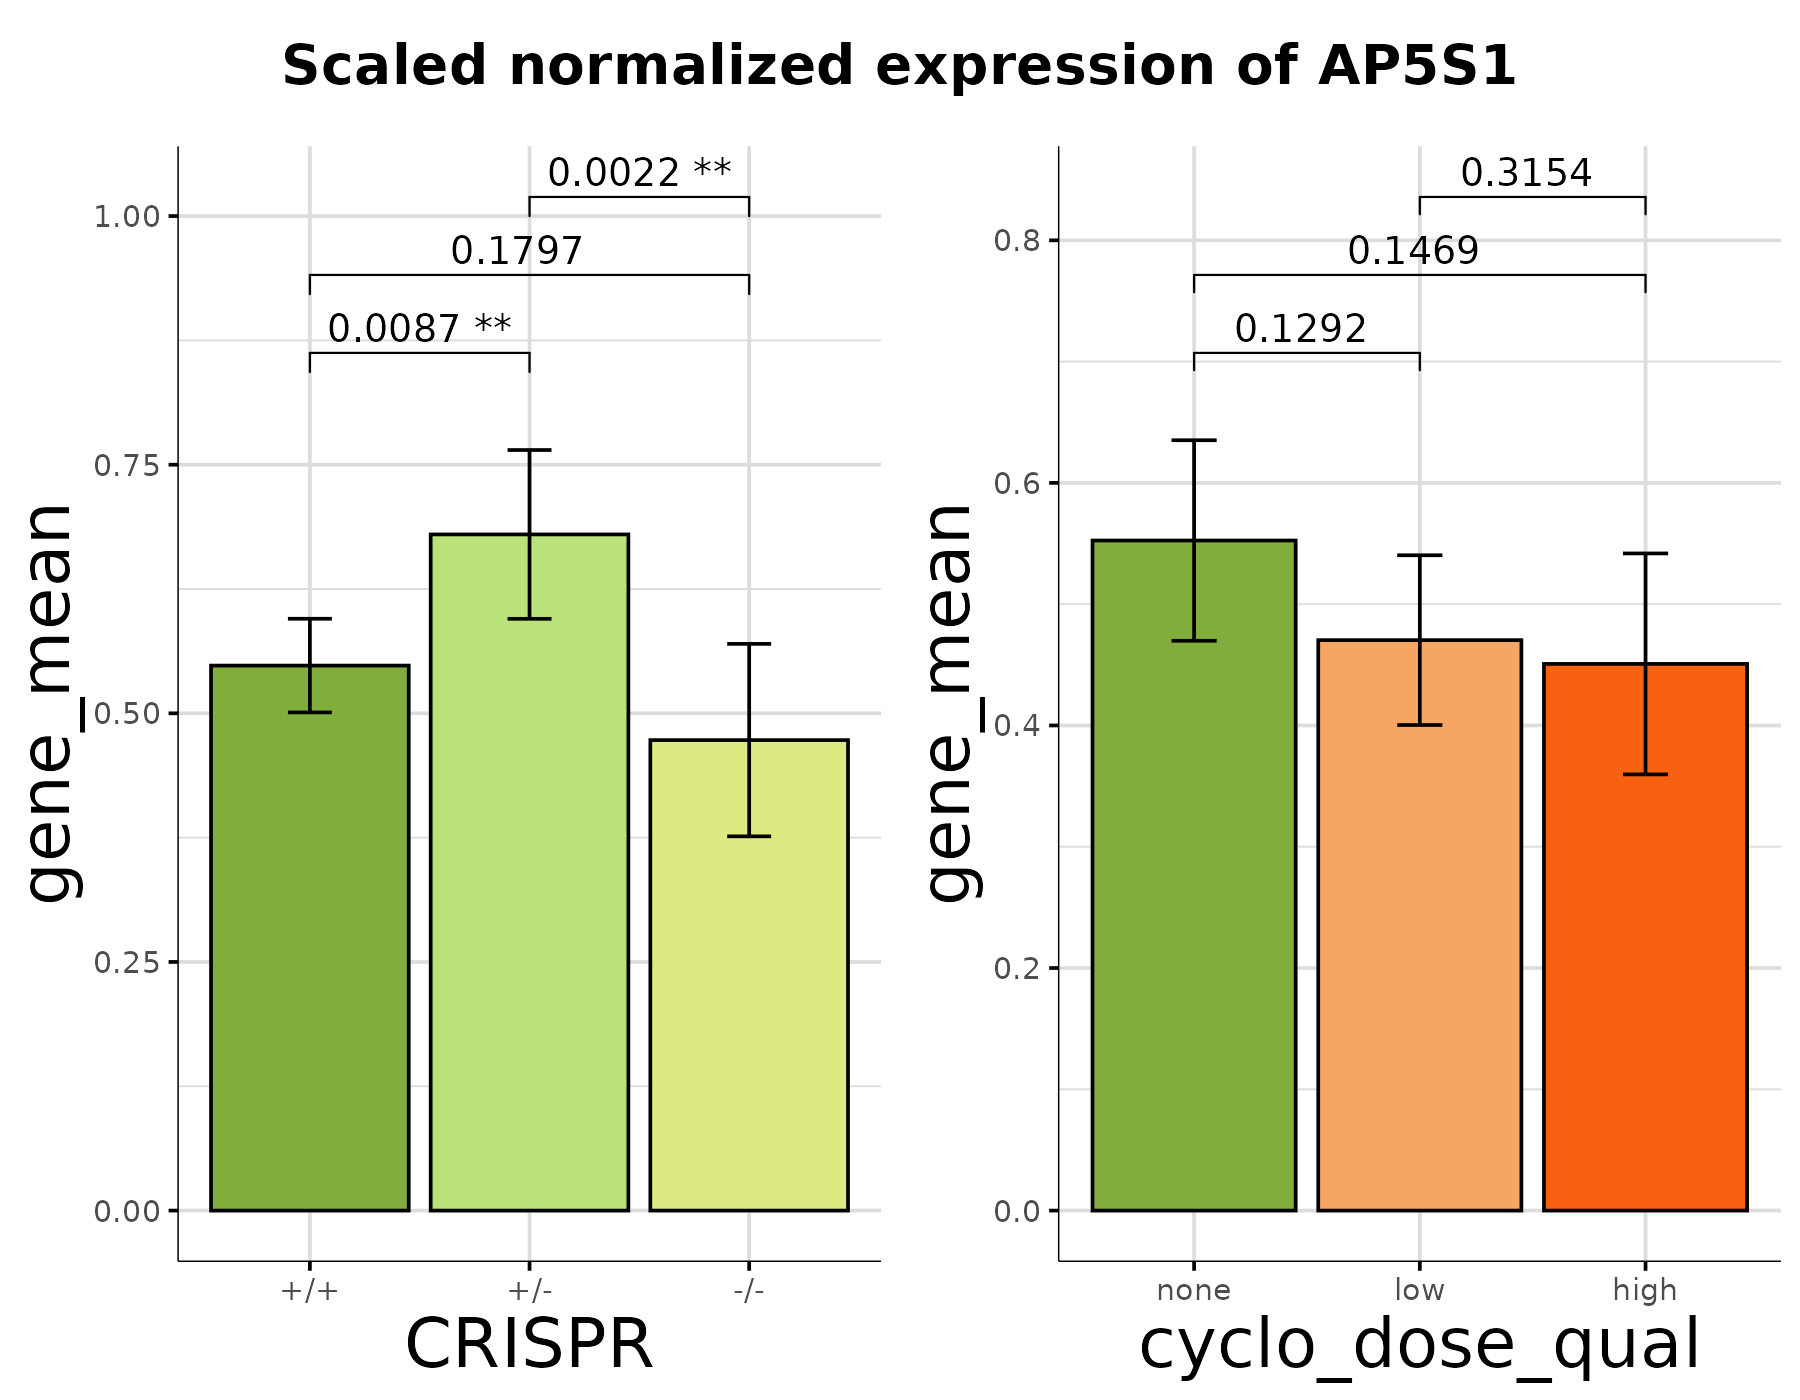 Scaled normalized expression of AP5S1
0.0022 **
0.1797
0.0087 **
1.00
0.75
0.50
0.25
0.00
gene_mean
+/+
+/-
-/-
CRISPR
0.3154
0.1469
0.1292
0.8
0.6
0.4
0.2
0.0
gene_mean
none
low
high
cyclo_dose_qual